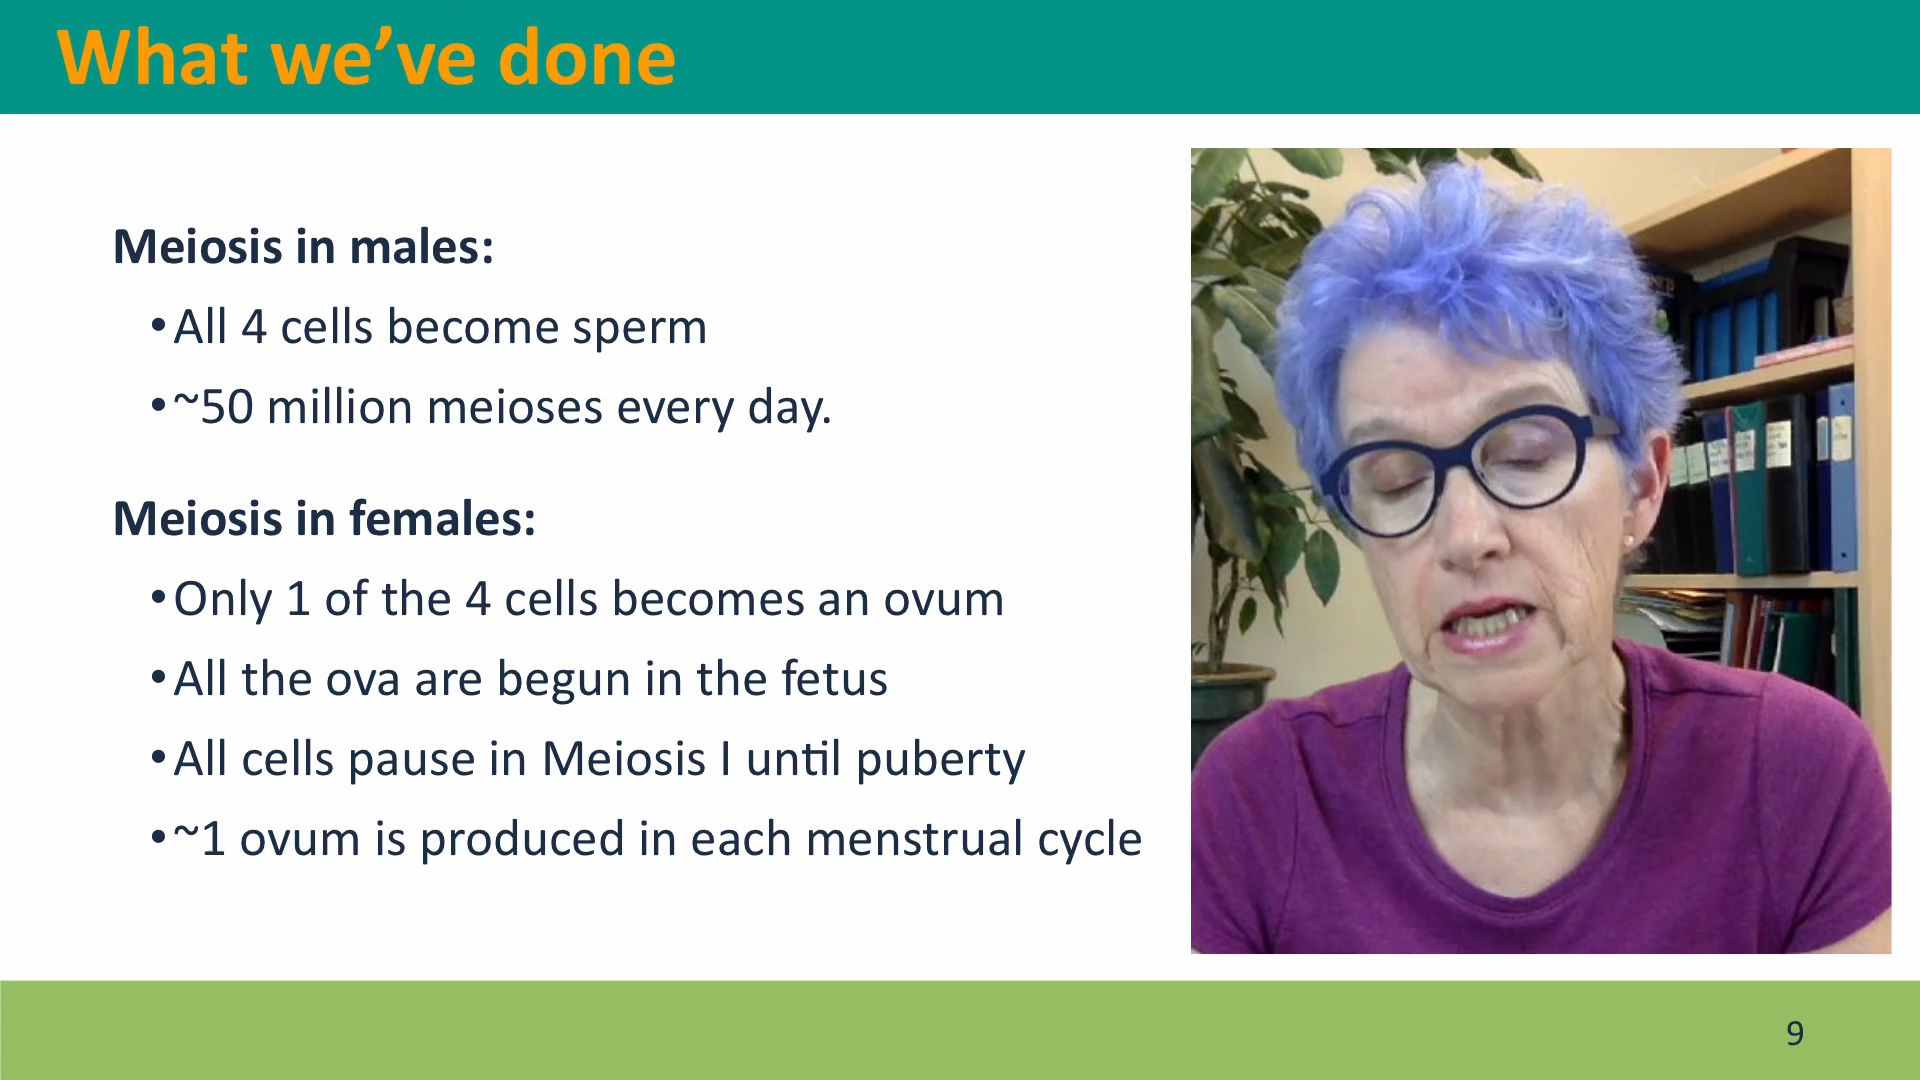 What we’ve done
Meiosis in males:
•All 4 cells become sperm
•~50 million meioses every day.
Meiosis in females:
•Only 1 of the 4 cells becomes an ovum
•All the ova are begun in the fetus
•All cells pause in Meiosis I until puberty
•~1 ovum is produced in each menstrual cycle
9